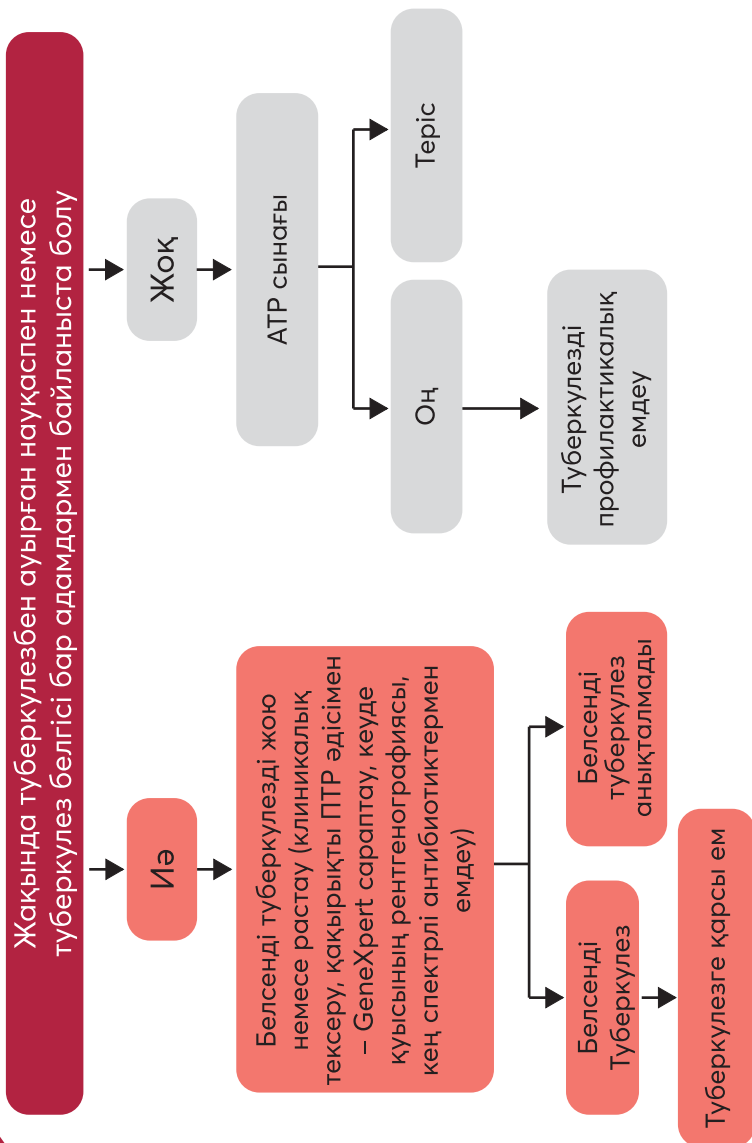 Жақында туберкулезбен ауырған науқаспен немесе
туберкулез белгісі бар адамдармен байланыста болу
Иә
Белсенді туберкулезді жою
немесе растау (клиникалық
тексеру, қақырықты ПТР әдісімен
– GeneXpert сараптау, кеуде
қуысының рентгенографиясы,
кең спектрлі антибиотиктермен
емдеу)
Белсенді
Туберкулез
Туберкулезге қарсы ем
Белсенді
туберкулез
анықталмады
Жоқ
АТР сынағы
Оң
Туберкулезді
профилактикалық
емдеу
Теріс